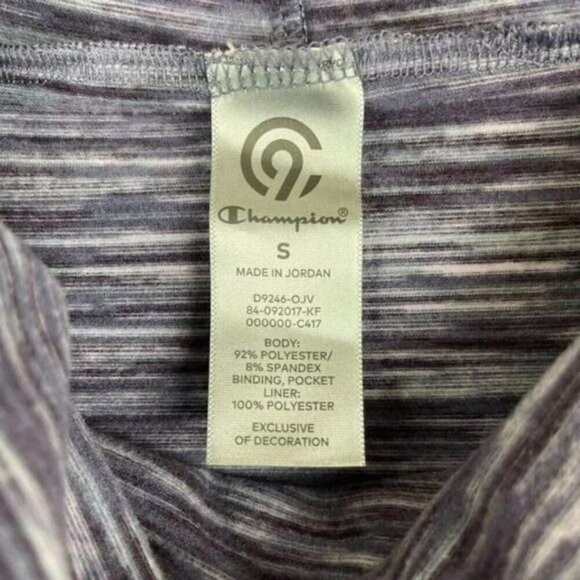 C9
Champion®
S
MADE IN JORDAN
D9246-OJV
84-092017-KF
000000-C417
BODY:
92% POLYESTER/
8% SPANDEX
BINDING, POCKET
LINER:
100% POLYESTER
EXCLUSIVE
OF DECORATION